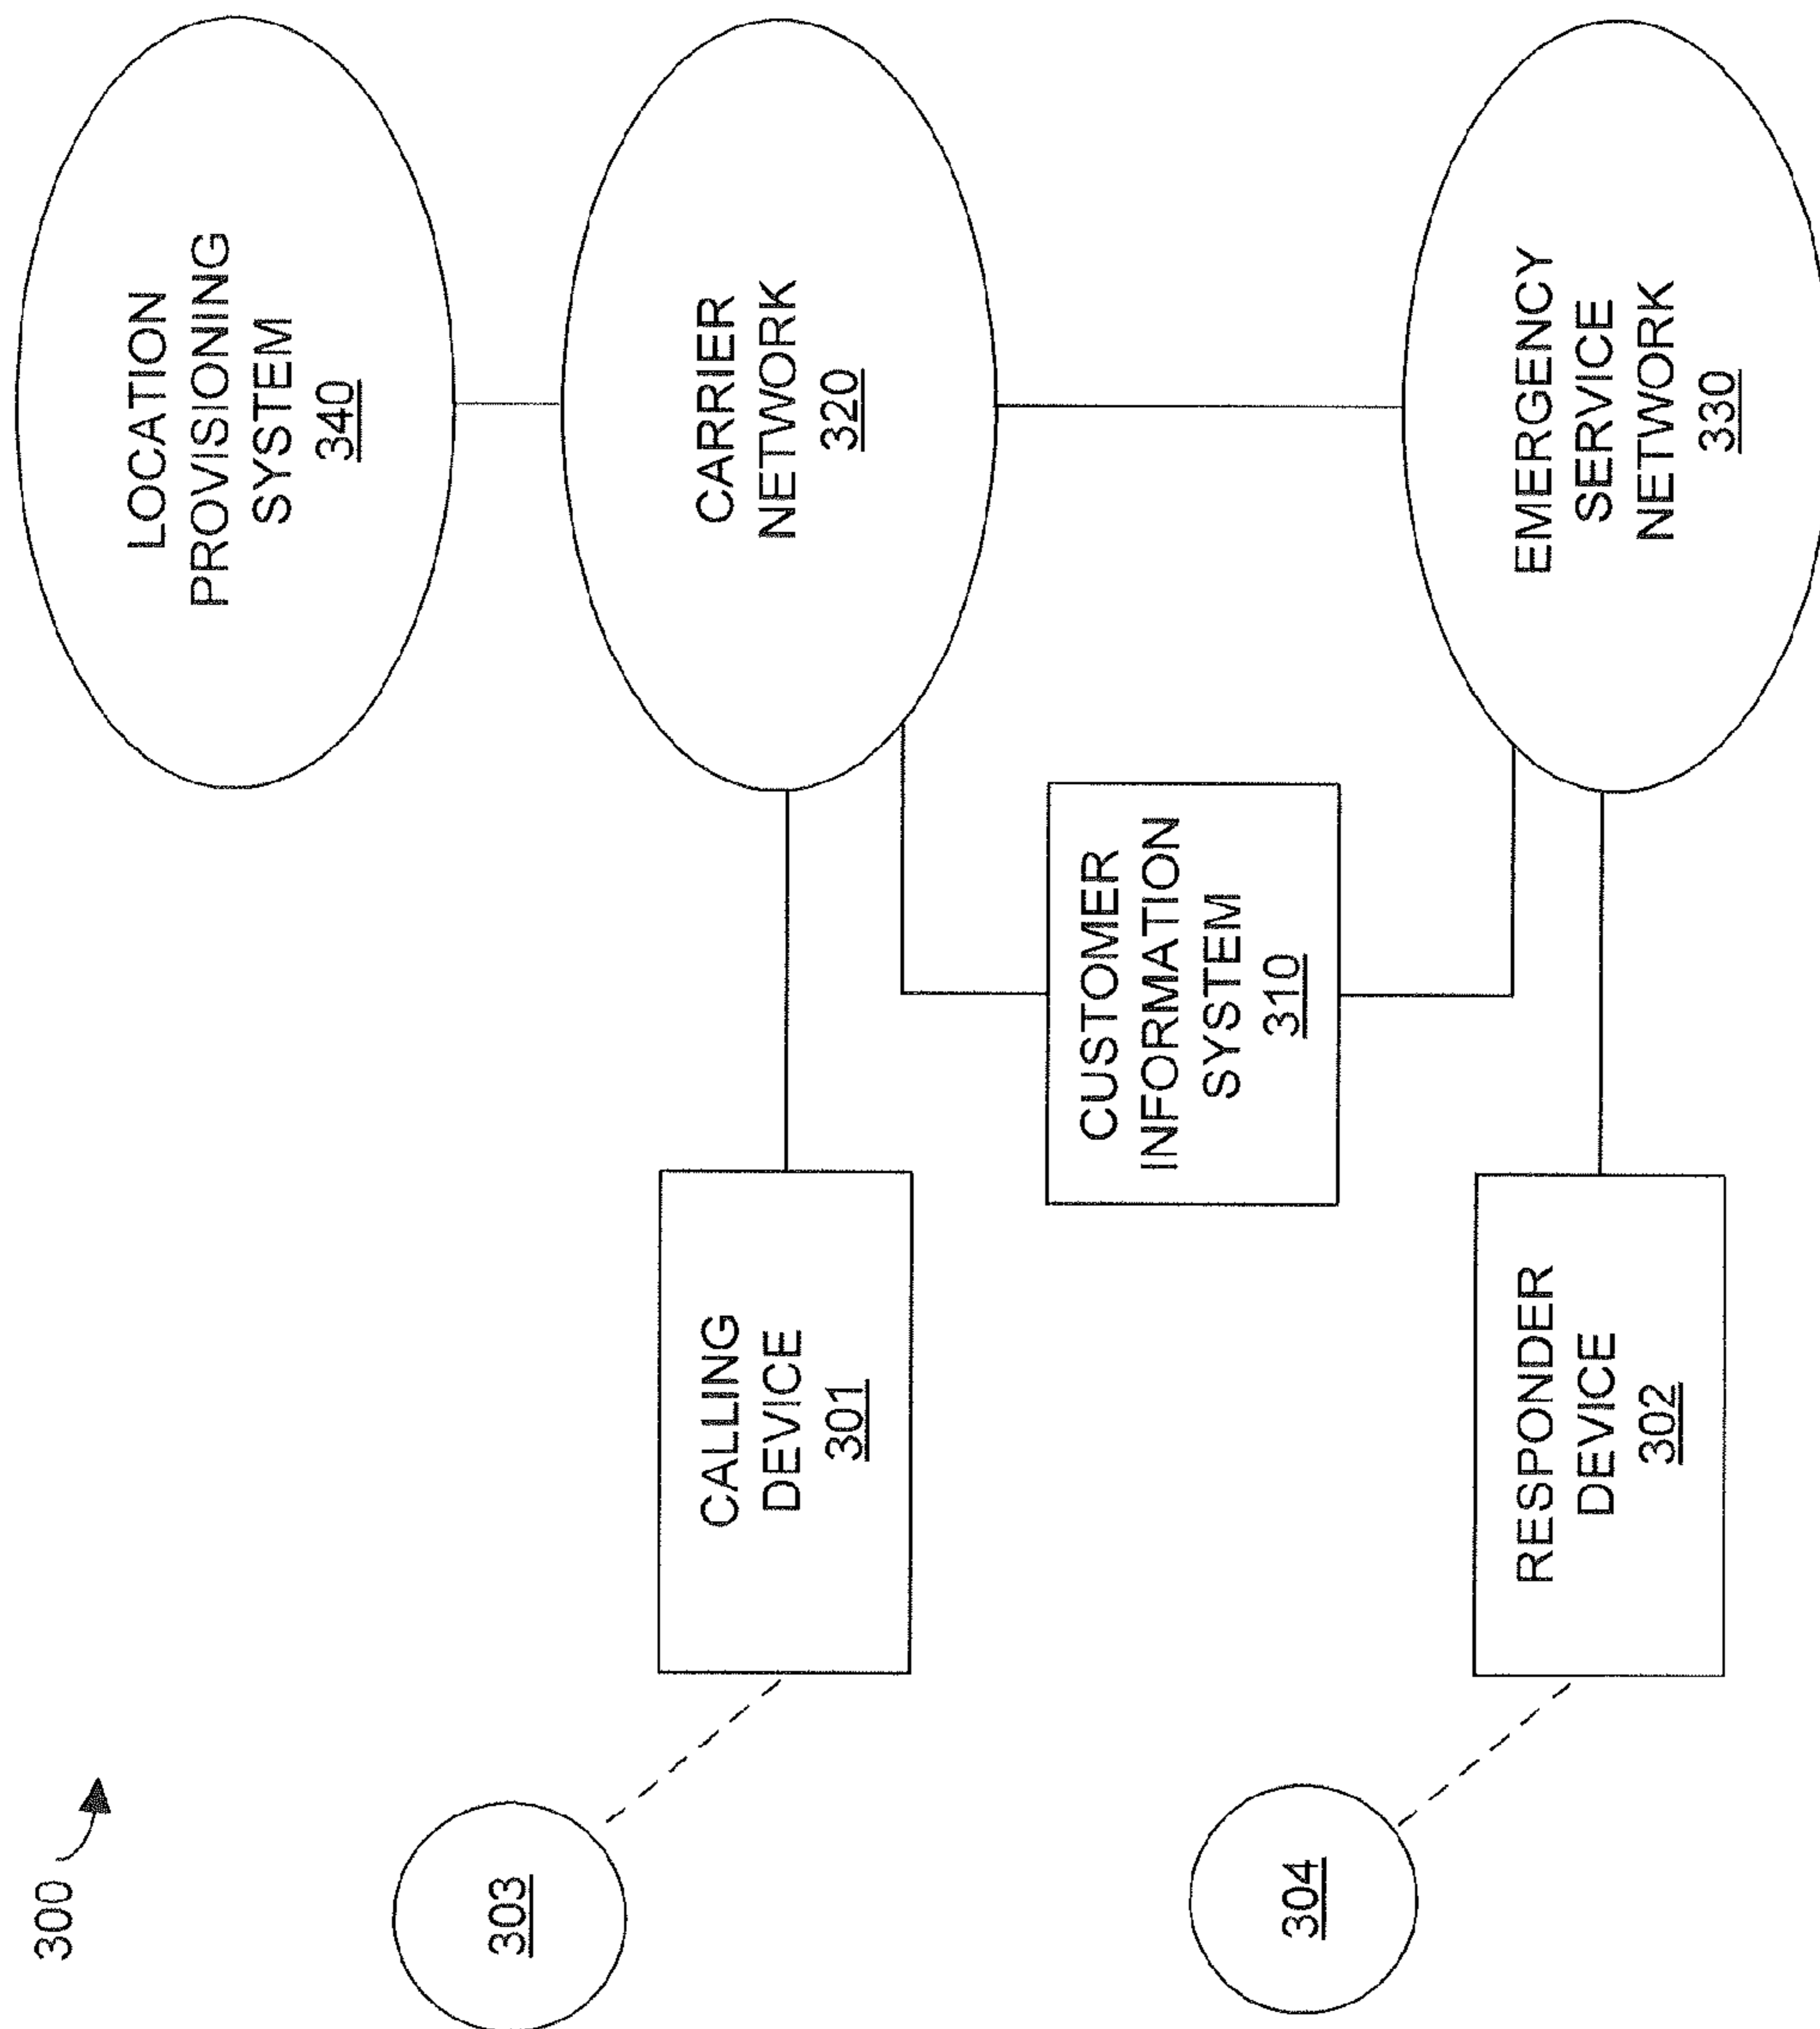 300
LOCATION
PROVISIONING
SYSTEM
340
303
CALLING
DEVICE
301
CARRIER
NETWORK
320
CUSTOMER
INFORMATION
SYSTEM
310
304
RESPONDER
DEVICE
302
EMERGENCY
SERVICE
NETWORK
330